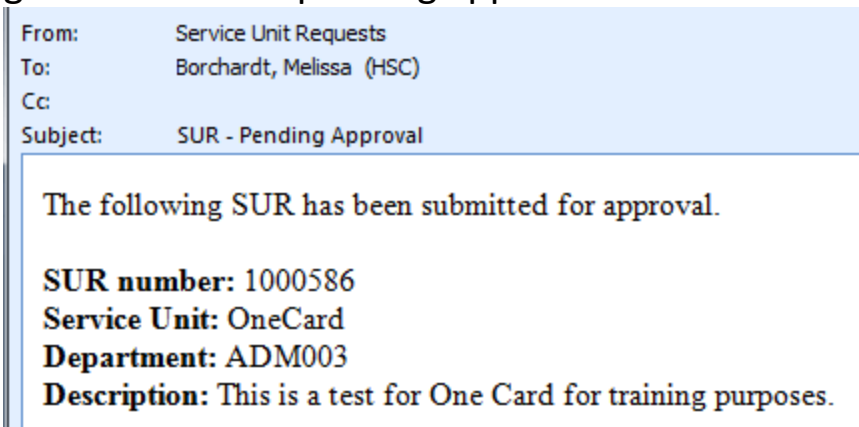 From: Service Unit Requests
To: Borchardt, Melissa (HSC)
Cc:
Subject: SUR - Pending Approval
The following SUR has been submitted for approval.
SUR number: 1000586
Service Unit: OneCard
Department: ADM003
Description: This is a test for One Card for training purposes.